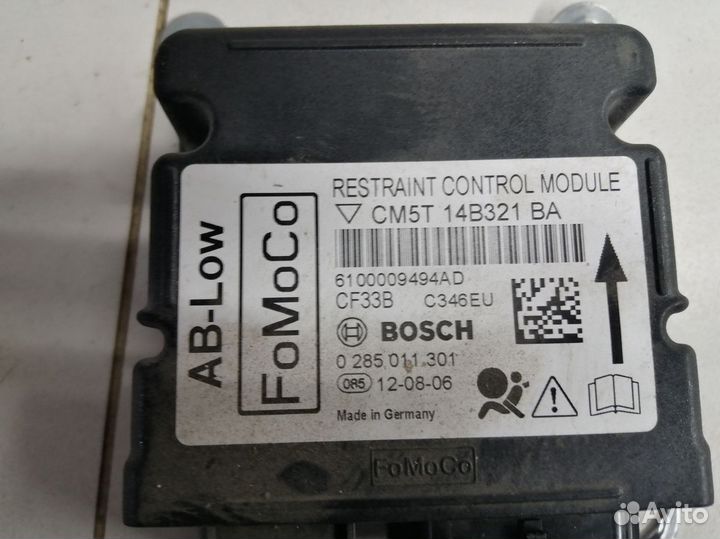 RESTRAINT CONTROL MODULE
CM5T 14B321 BA
6100009494AD
CF33B C346EU
BOSCH
0 285 011 301
085 12-08-06
Made in Germany
AB-Low
FoMoCo
FoMoCo
Avito